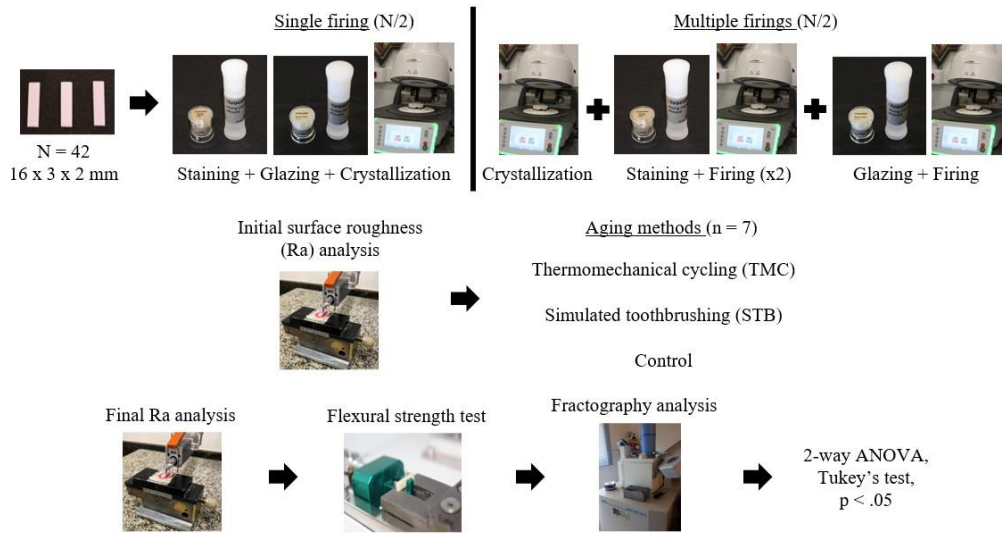 Single firing (N/2)
Multiple firings (N/2)
N = 42
16 x 3 x 2 mm
Staining + Glazing + Crystallization
Crystallization
Staining + Firing (x2)
Glazing + Firing
Initial surface roughness
(Ra) analysis
Aging methods (n = 7)
Thermomechanical cycling (TMC)
Simulated toothbrushing (STB)
Control
Final Ra analysis
Flexural strength test
Fractography analysis
2-way ANOVA,
Tukey's test,
p < .05